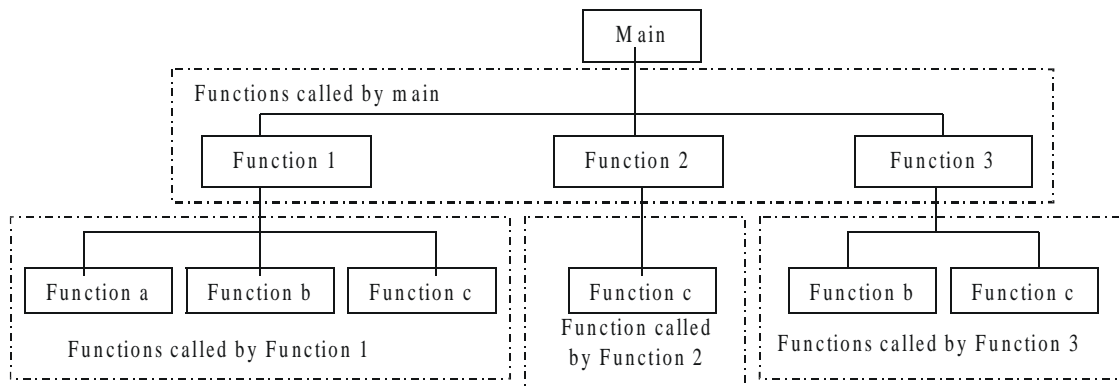 Main
Functions called by main
Function 1
Function 2
Function 3
Function a
Function b
Function c
Functions called by Function 1
Function c
Function called
by Function 2
Function b
Function c
Functions called by Function 3